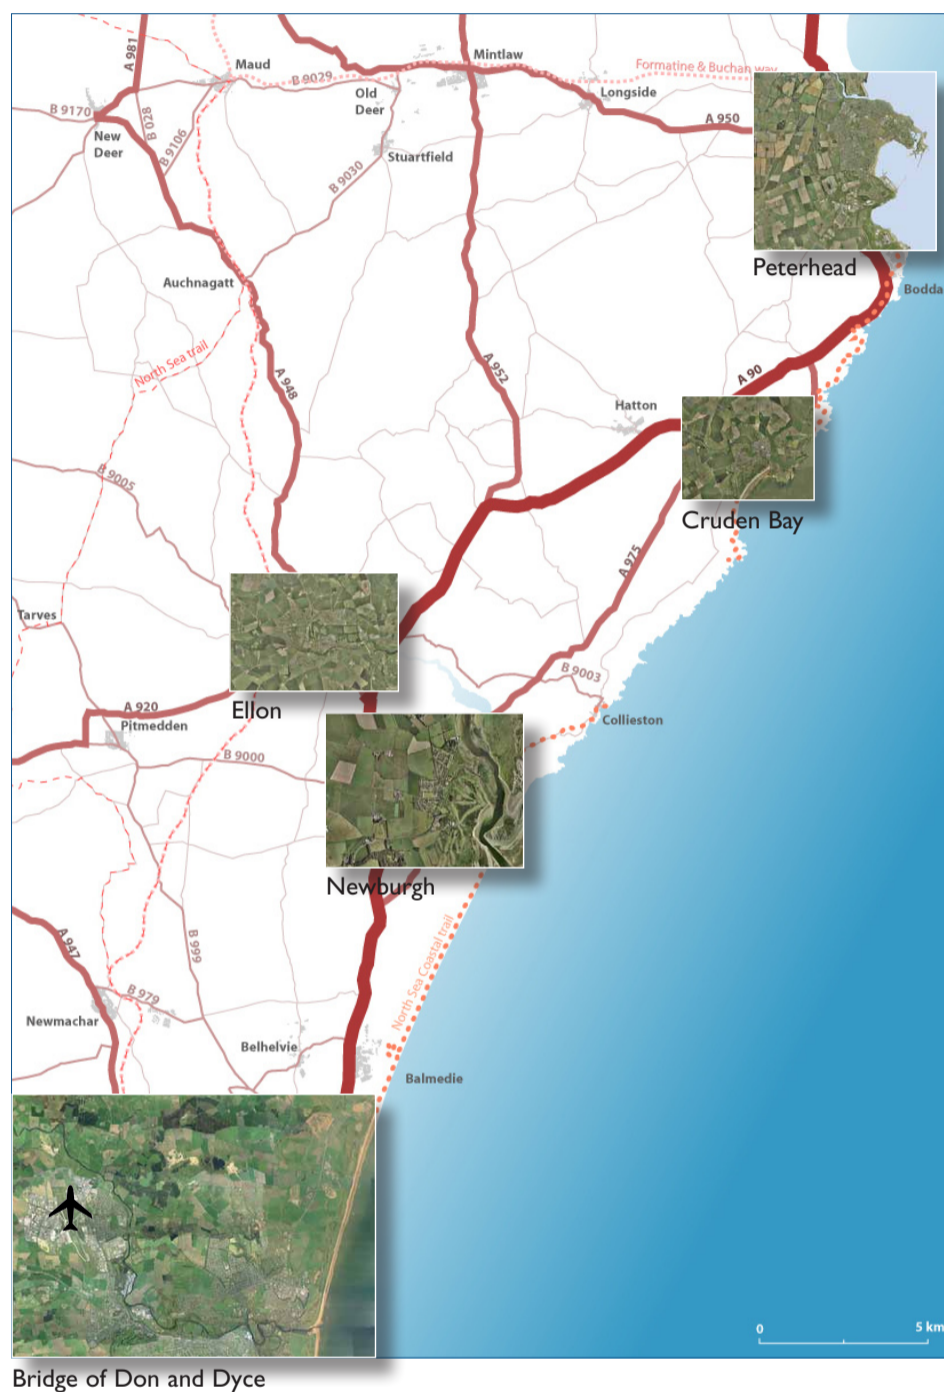 A 981
Maud
Mintlaw
B 9029
Formatine & Buchan way
Old
Deer
Longside
B 9170
B 028
B 9106
New
Deer
A 950
Stuartfield
B 9030
Peterhead
Auchnagatt
Bodda
North Sea trail
A 948
A 952
A 90
Hatton
B 9005
Cruden Bay
A 975
Tarves
B 9003
A 920
Ellon
Pitmedden
Collieston
B 9000
Newburgh
A 947
B 999
North Sea Coastal trail
B 979
Newmachar
Belhelvie
Balmedie
0
5 km
Bridge of Don and Dyce